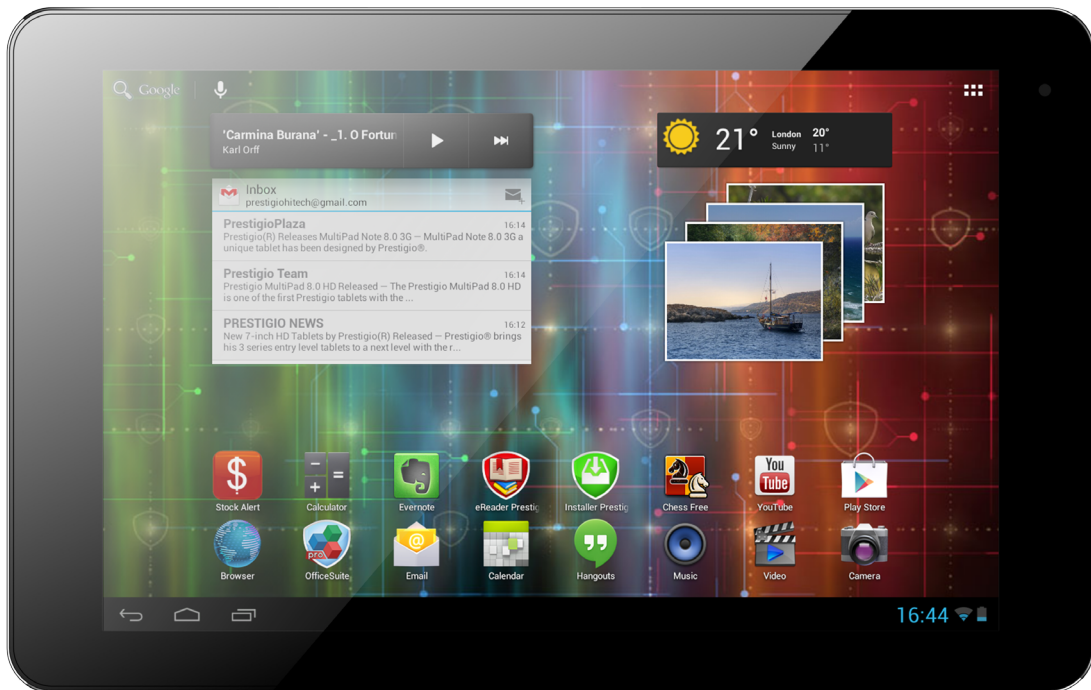 Google
'Carmina Burana' - _1. O Fortun
Karl Orff
21°
London
Sunny
20°
11°
Inbox
prestigiohitech@gmail.com
PrestigioPlaza 16:14
Prestigio(R) Releases MultiPad Note 8.0 3G — MultiPad Note 8.0 3G a
unique tablet has been designed by Prestigio®.
Prestigio Team 16:14
Prestigio MultiPad 8.0 HD Released — The Prestigio MultiPad 8.0 HD
is one of the first Prestigio tablets with the ...
PRESTIGIO NEWS 16:12
New 7-inch HD Tablets by Prestigio(R) Released — Prestigio® brings
his 3 series entry level tablets to a next level with the r...
$
− =
+
You
Tube
Stock Alert Calculator Evernote eReader Prestig Installer Prestig Chess Free YouTube Play Store
pro
@
Browser OfficeSuite Email Calendar Hangouts Music Video Camera
16:44